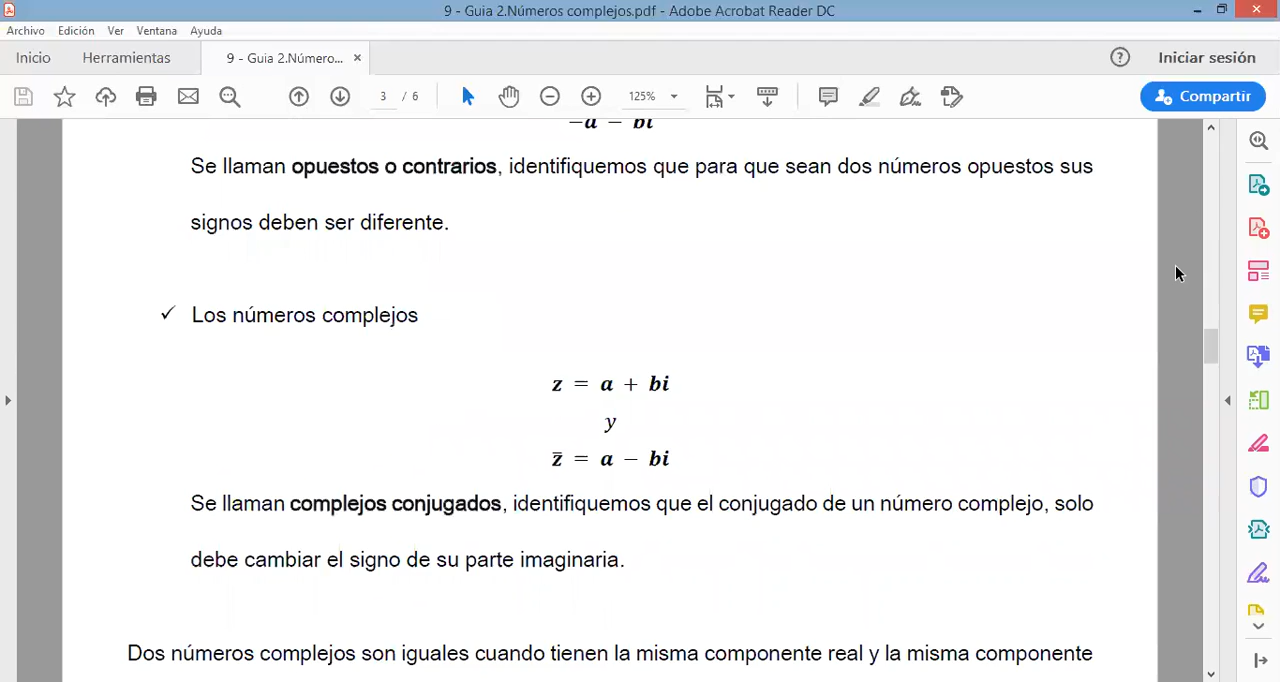 9 - Guia 2.Números complejos.pdf - Adobe Acrobat Reader DC
Archivo Edición Ver Ventana Ayuda
Inicio Herramientas 9 - Guia 2.Número... × Iniciar sesión
3 / 6 125% Compartir
−a − bi
Se llaman opuestos o contrarios, identifiquemos que para que sean dos números opuestos sus
signos deben ser diferente.
✓ Los números complejos
z = a + bi
y
z̄ = a − bi
Se llaman complejos conjugados, identifiquemos que el conjugado de un número complejo, solo
debe cambiar el signo de su parte imaginaria.
Dos números complejos son iguales cuando tienen la misma componente real y la misma componente